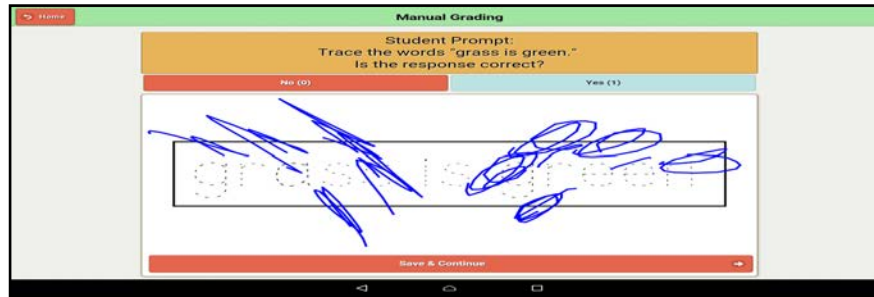 Home
Manual Grading
Student Prompt:
Trace the words "grass is green."
Is the response correct?
No (0)
Yes (1)
grass is green
Save & Continue